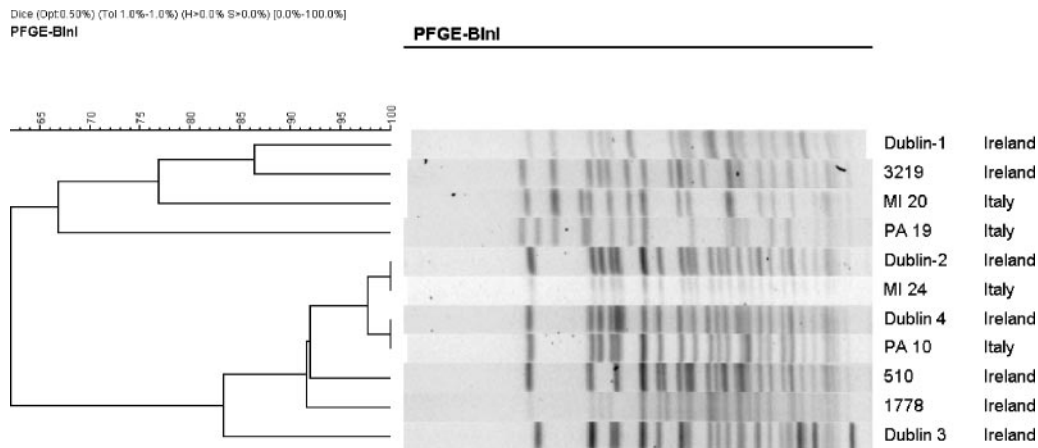 Dice (Opt:0.50%) (Tol 1.0%-1.0%) (H>0.0% S>0.0%) [0.0%-100.0%]
PFGE-BlnI PFGE-BlnI
65 70 75 80 85 90 95 100
Dublin-1 Ireland
3219 Ireland
MI 20 Italy
PA 19 Italy
Dublin-2 Ireland
MI 24 Italy
Dublin 4 Ireland
PA 10 Italy
510 Ireland
1778 Ireland
Dublin 3 Ireland